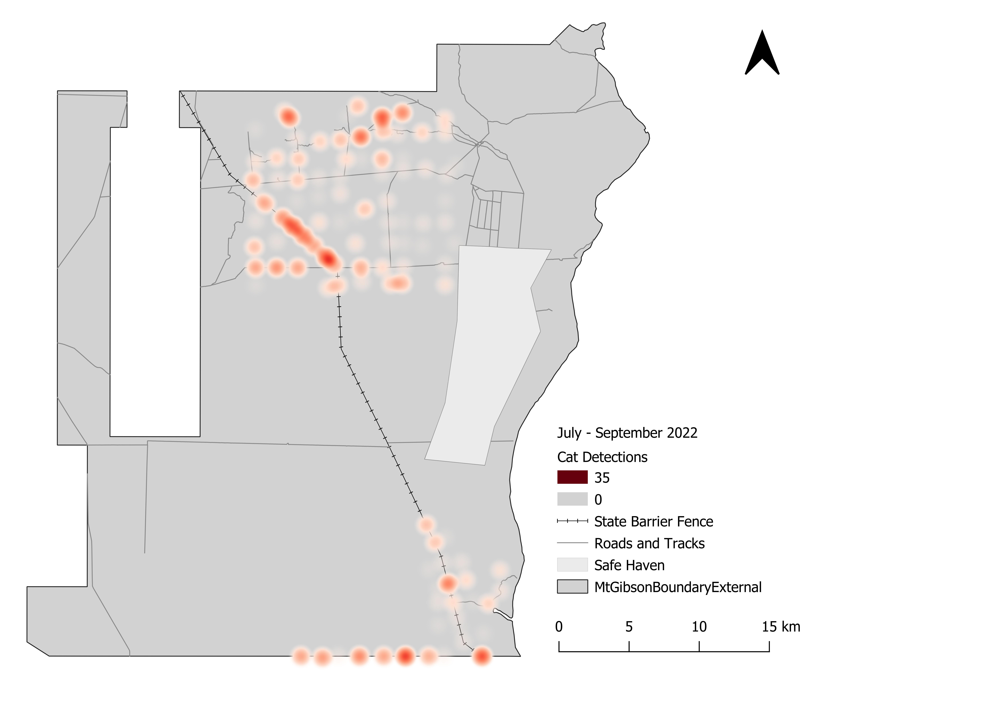 July - September 2022
Cat Detections
35
0
State Barrier Fence
Roads and Tracks
Safe Haven
MtGibsonBoundaryExternal
0 5 10 15 km